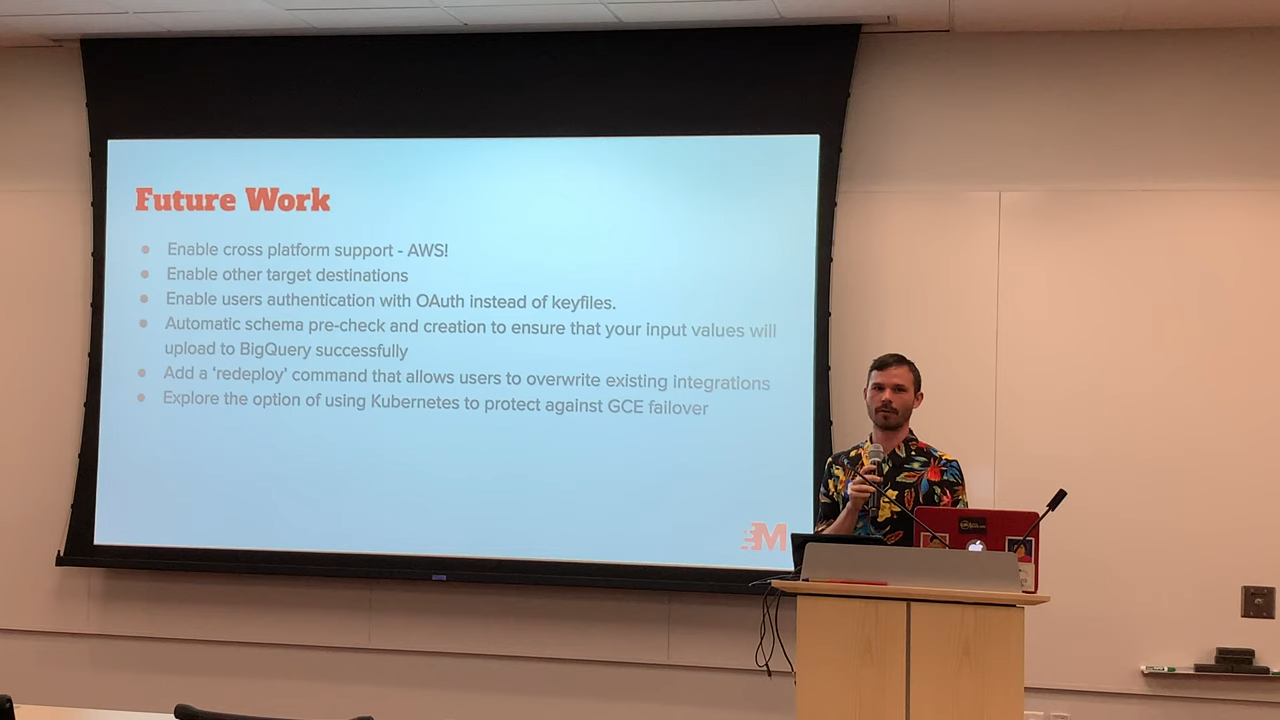 Future Work
● Enable cross platform support - AWS!
● Enable other target destinations
● Enable users authentication with OAuth instead of keyfiles.
● Automatic schema pre-check and creation to ensure that your input values will
upload to BigQuery successfully
● Add a ‘redeploy’ command that allows users to overwrite existing integrations
● Explore the option of using Kubernetes to protect against GCE failover
M